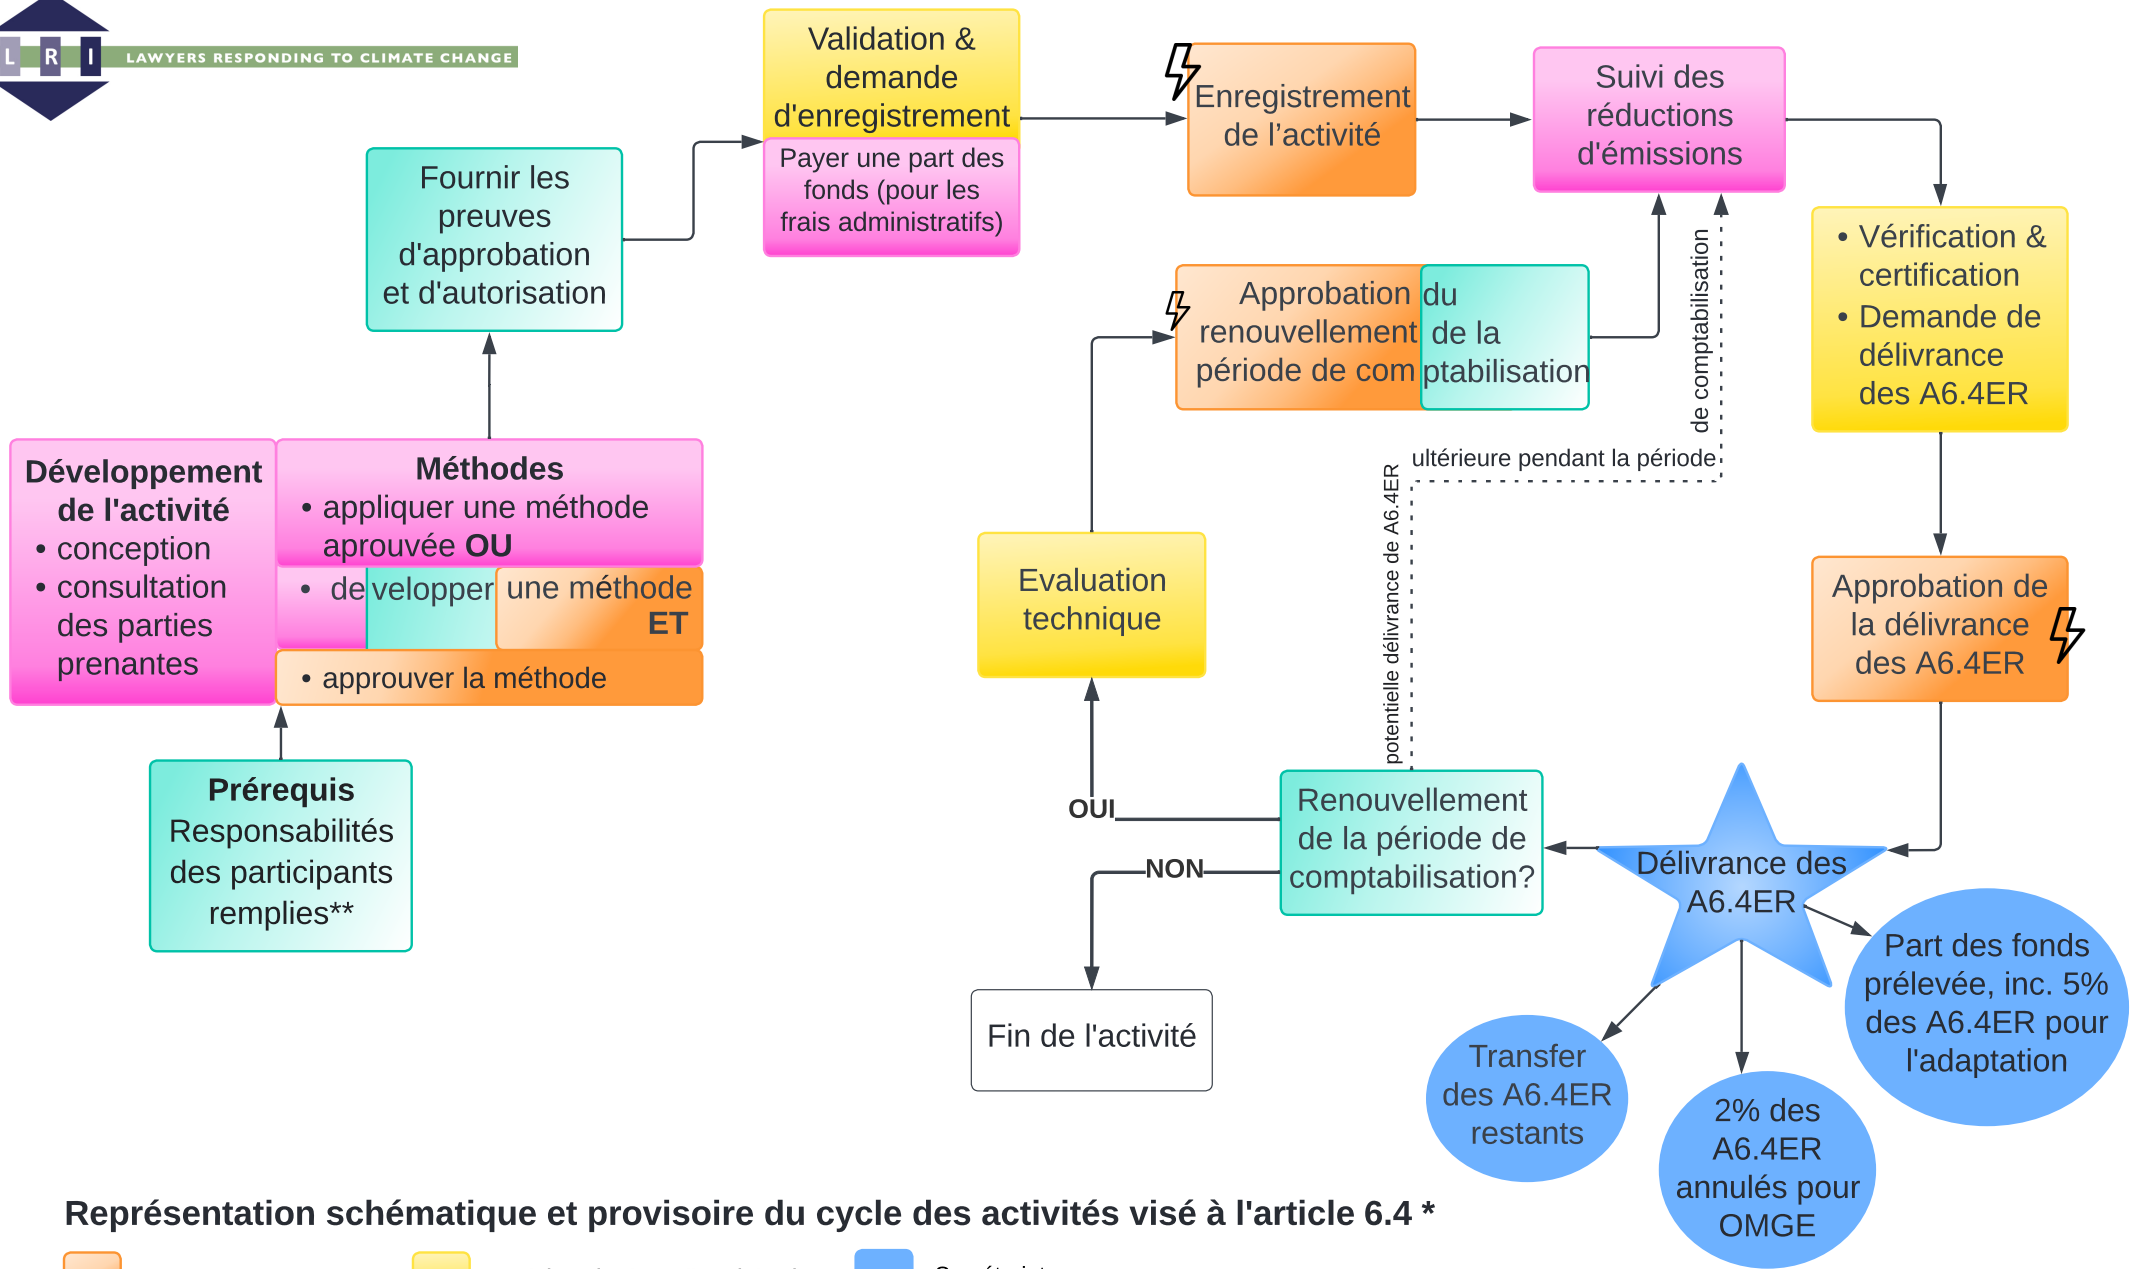 L R I
LAWYERS RESPONDING TO CLIMATE CHANGE
Validation &
demande
d'enregistrement
Payer une part des
fonds (pour les
frais administratifs)
Enregistrement
de l’activité
Suivi des
réductions
d'émissions
Fournir les
preuves
d'approbation
et d'autorisation
• Vérification &
certification
• Demande de
délivrance
des A6.4ER
Approbation du
renouvellement de la
période de comptabilisation
de comptabilisation
ultérieure pendant la période
potentielle délivrance de A6.4ER
Développement
de l'activité
• conception
• consultation
des parties
prenantes
Méthodes
• appliquer une méthode
aprouvée OU
• developper une méthode
ET
• approuver la méthode
Evaluation
technique
Approbation de
la délivrance
des A6.4ER
Prérequis
Responsabilités
des participants
remplies**
OUI
NON
Renouvellement
de la période de
comptabilisation?
Délivrance des
A6.4ER
Part des fonds
prélevée, inc. 5%
des A6.4ER pour
l'adaptation
Fin de l'activité
Transfer
des A6.4ER
restants
2% des
A6.4ER
annulés pour
OMGE
Représentation schématique et provisoire du cycle des activités visé à l'article 6.4 *